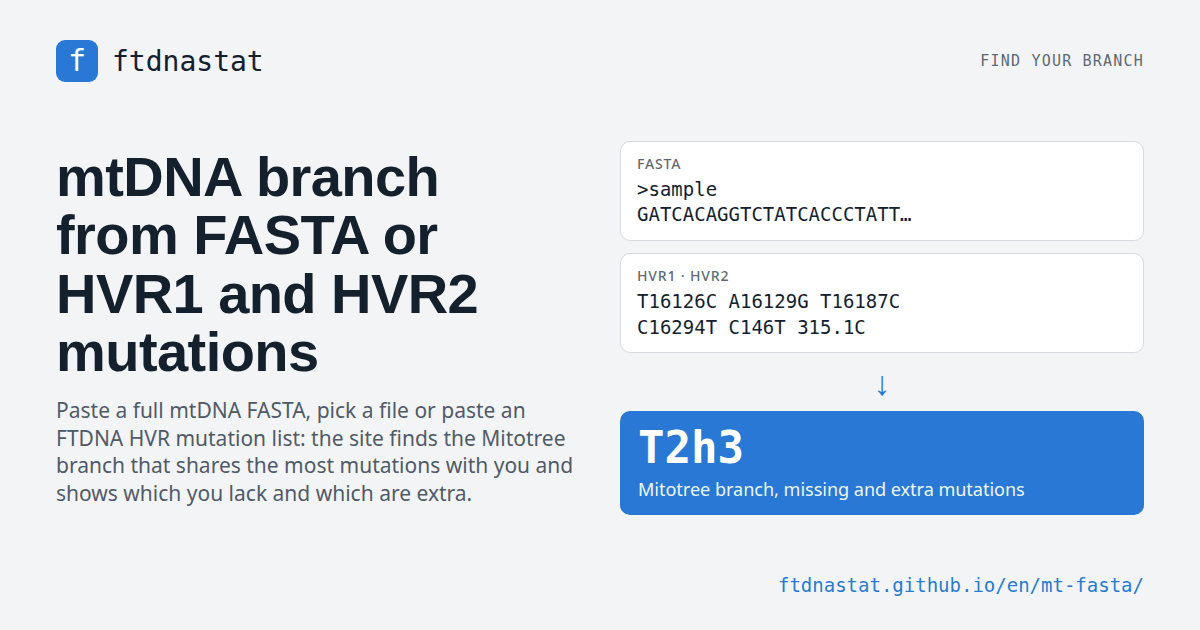 f ftdnastat
FIND YOUR BRANCH
mtDNA branch
from FASTA or
HVR1 and HVR2
mutations
Paste a full mtDNA FASTA, pick a file or paste an
FTDNA HVR mutation list: the site finds the Mitotree
branch that shares the most mutations with you and
shows which you lack and which are extra.
FASTA
>sample
GATCACAGGTCTATCACCCTATT…
HVR1 · HVR2
T16126C A16129G T16187C
C16294T C146T 315.1C
↓
T2h3
Mitotree branch, missing and extra mutations
ftdnastat.github.io/en/mt-fasta/